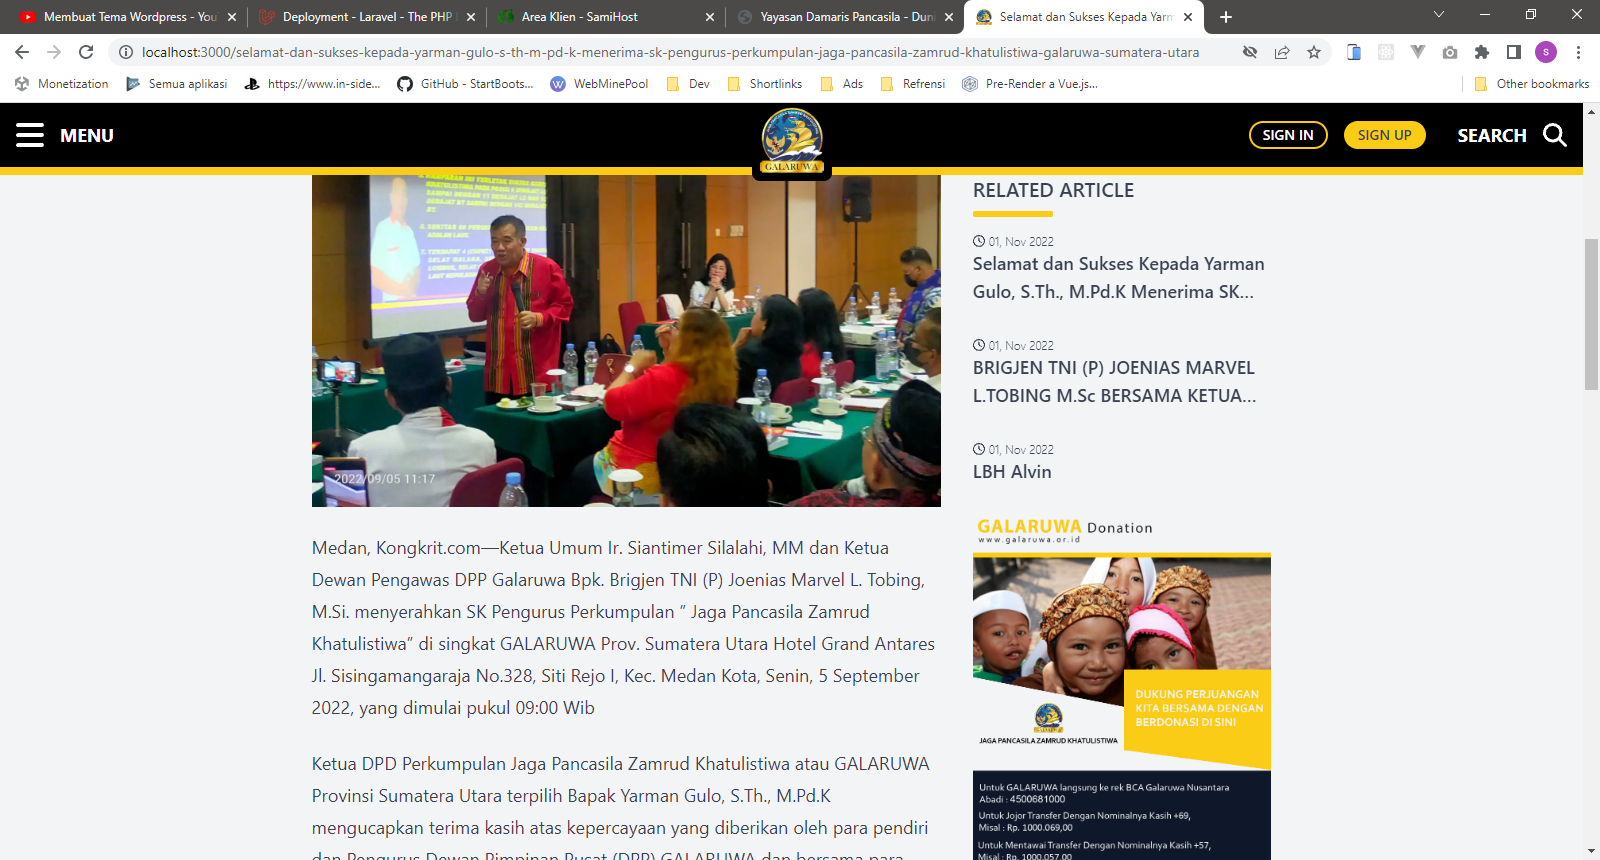 Membuat Tema Wordpress - You
Deployment - Laravel - The PHP
Area Klien - SamiHost
Yayasan Damaris Pancasila - Duni
Selamat dan Sukses Kepada Yarm
localhost:3000/selamat-dan-sukses-kepada-yarman-gulo-s-th-m-pd-k-menerima-sk-pengurus-perkumpulan-jaga-pancasila-zamrud-khatulistiwa-galaruwa-sumatera-utara
S
Monetization
Semua aplikasi
https://www.in-side...
GitHub - StartBoots...
WebMinePool
Dev
Shortlinks
Ads
Refrensi
Pre-Render a Vue.js...
Other bookmarks
MENU
GALARUWA
SIGN IN
SIGN UP
SEARCH
2022/09/05 11:17
Medan, Kongkrit.com—Ketua Umum Ir. Siantimer Silalahi, MM dan Ketua
Dewan Pengawas DPP Galaruwa Bpk. Brigjen TNI (P) Joenias Marvel L. Tobing,
M.Si. menyerahkan SK Pengurus Perkumpulan ” Jaga Pancasila Zamrud
Khatulistiwa” di singkat GALARUWA Prov. Sumatera Utara Hotel Grand Antares
Jl. Sisingamangaraja No.328, Siti Rejo I, Kec. Medan Kota, Senin, 5 September
2022, yang dimulai pukul 09:00 Wib
Ketua DPD Perkumpulan Jaga Pancasila Zamrud Khatulistiwa atau GALARUWA
Provinsi Sumatera Utara terpilih Bapak Yarman Gulo, S.Th., M.Pd.K
mengucapkan terima kasih atas kepercayaan yang diberikan oleh para pendiri
dan Pengurus Dewan Pimpinan Pusat (DPP) GALARUWA dan bersama para
RELATED ARTICLE
01, Nov 2022
Selamat dan Sukses Kepada Yarman
Gulo, S.Th., M.Pd.K Menerima SK...
01, Nov 2022
BRIGJEN TNI (P) JOENIAS MARVEL
L.TOBING M.Sc BERSAMA KETUA...
01, Nov 2022
LBH Alvin
GALARUWA Donation
www.galaruwa.or.id
DUKUNG PERJUANGAN
KITA BERSAMA DENGAN
BERDONASI DI SINI
JAGA PANCASILA ZAMRUD KHATULISTIWA
Untuk GALARUWA langsung ke rek BCA Galaruwa Nusantara
Abadi : 4500681000
Untuk Jojor Transfer Dengan Nominalnya Kasih +69,
Misal : Rp. 1000.069,00
Untuk Mentawai Transfer Dengan Nominalnya Kasih +57,
Misal : Rp. 1000.057,00